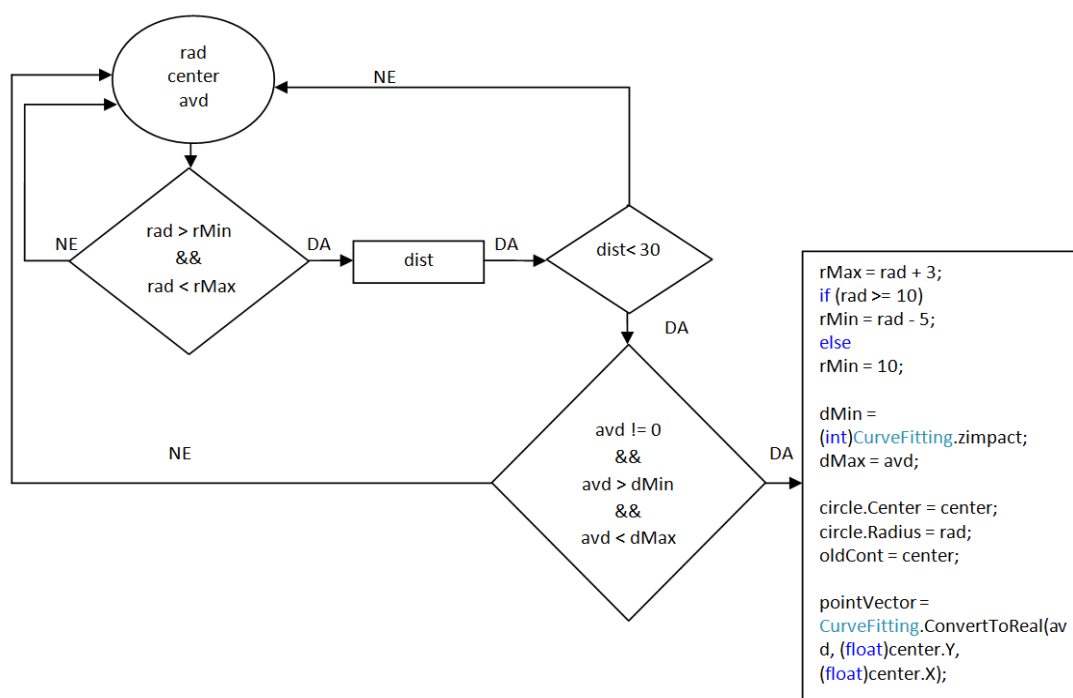 rad
center
avd
NE
rad > rMin
&&
rad < rMax
NE
DA
dist
DA
dist< 30
DA
avd != 0
&&
avd > dMin
&&
avd < dMax
NE
DA
rMax = rad + 3;
if (rad >= 10)
rMin = rad - 5;
else
rMin = 10;
dMin =
(int)CurveFitting.zimpact;
dMax = avd;
circle.Center = center;
circle.Radius = rad;
oldCont = center;
pointVector =
CurveFitting.ConvertToReal(av
d, (float)center.Y,
(float)center.X);